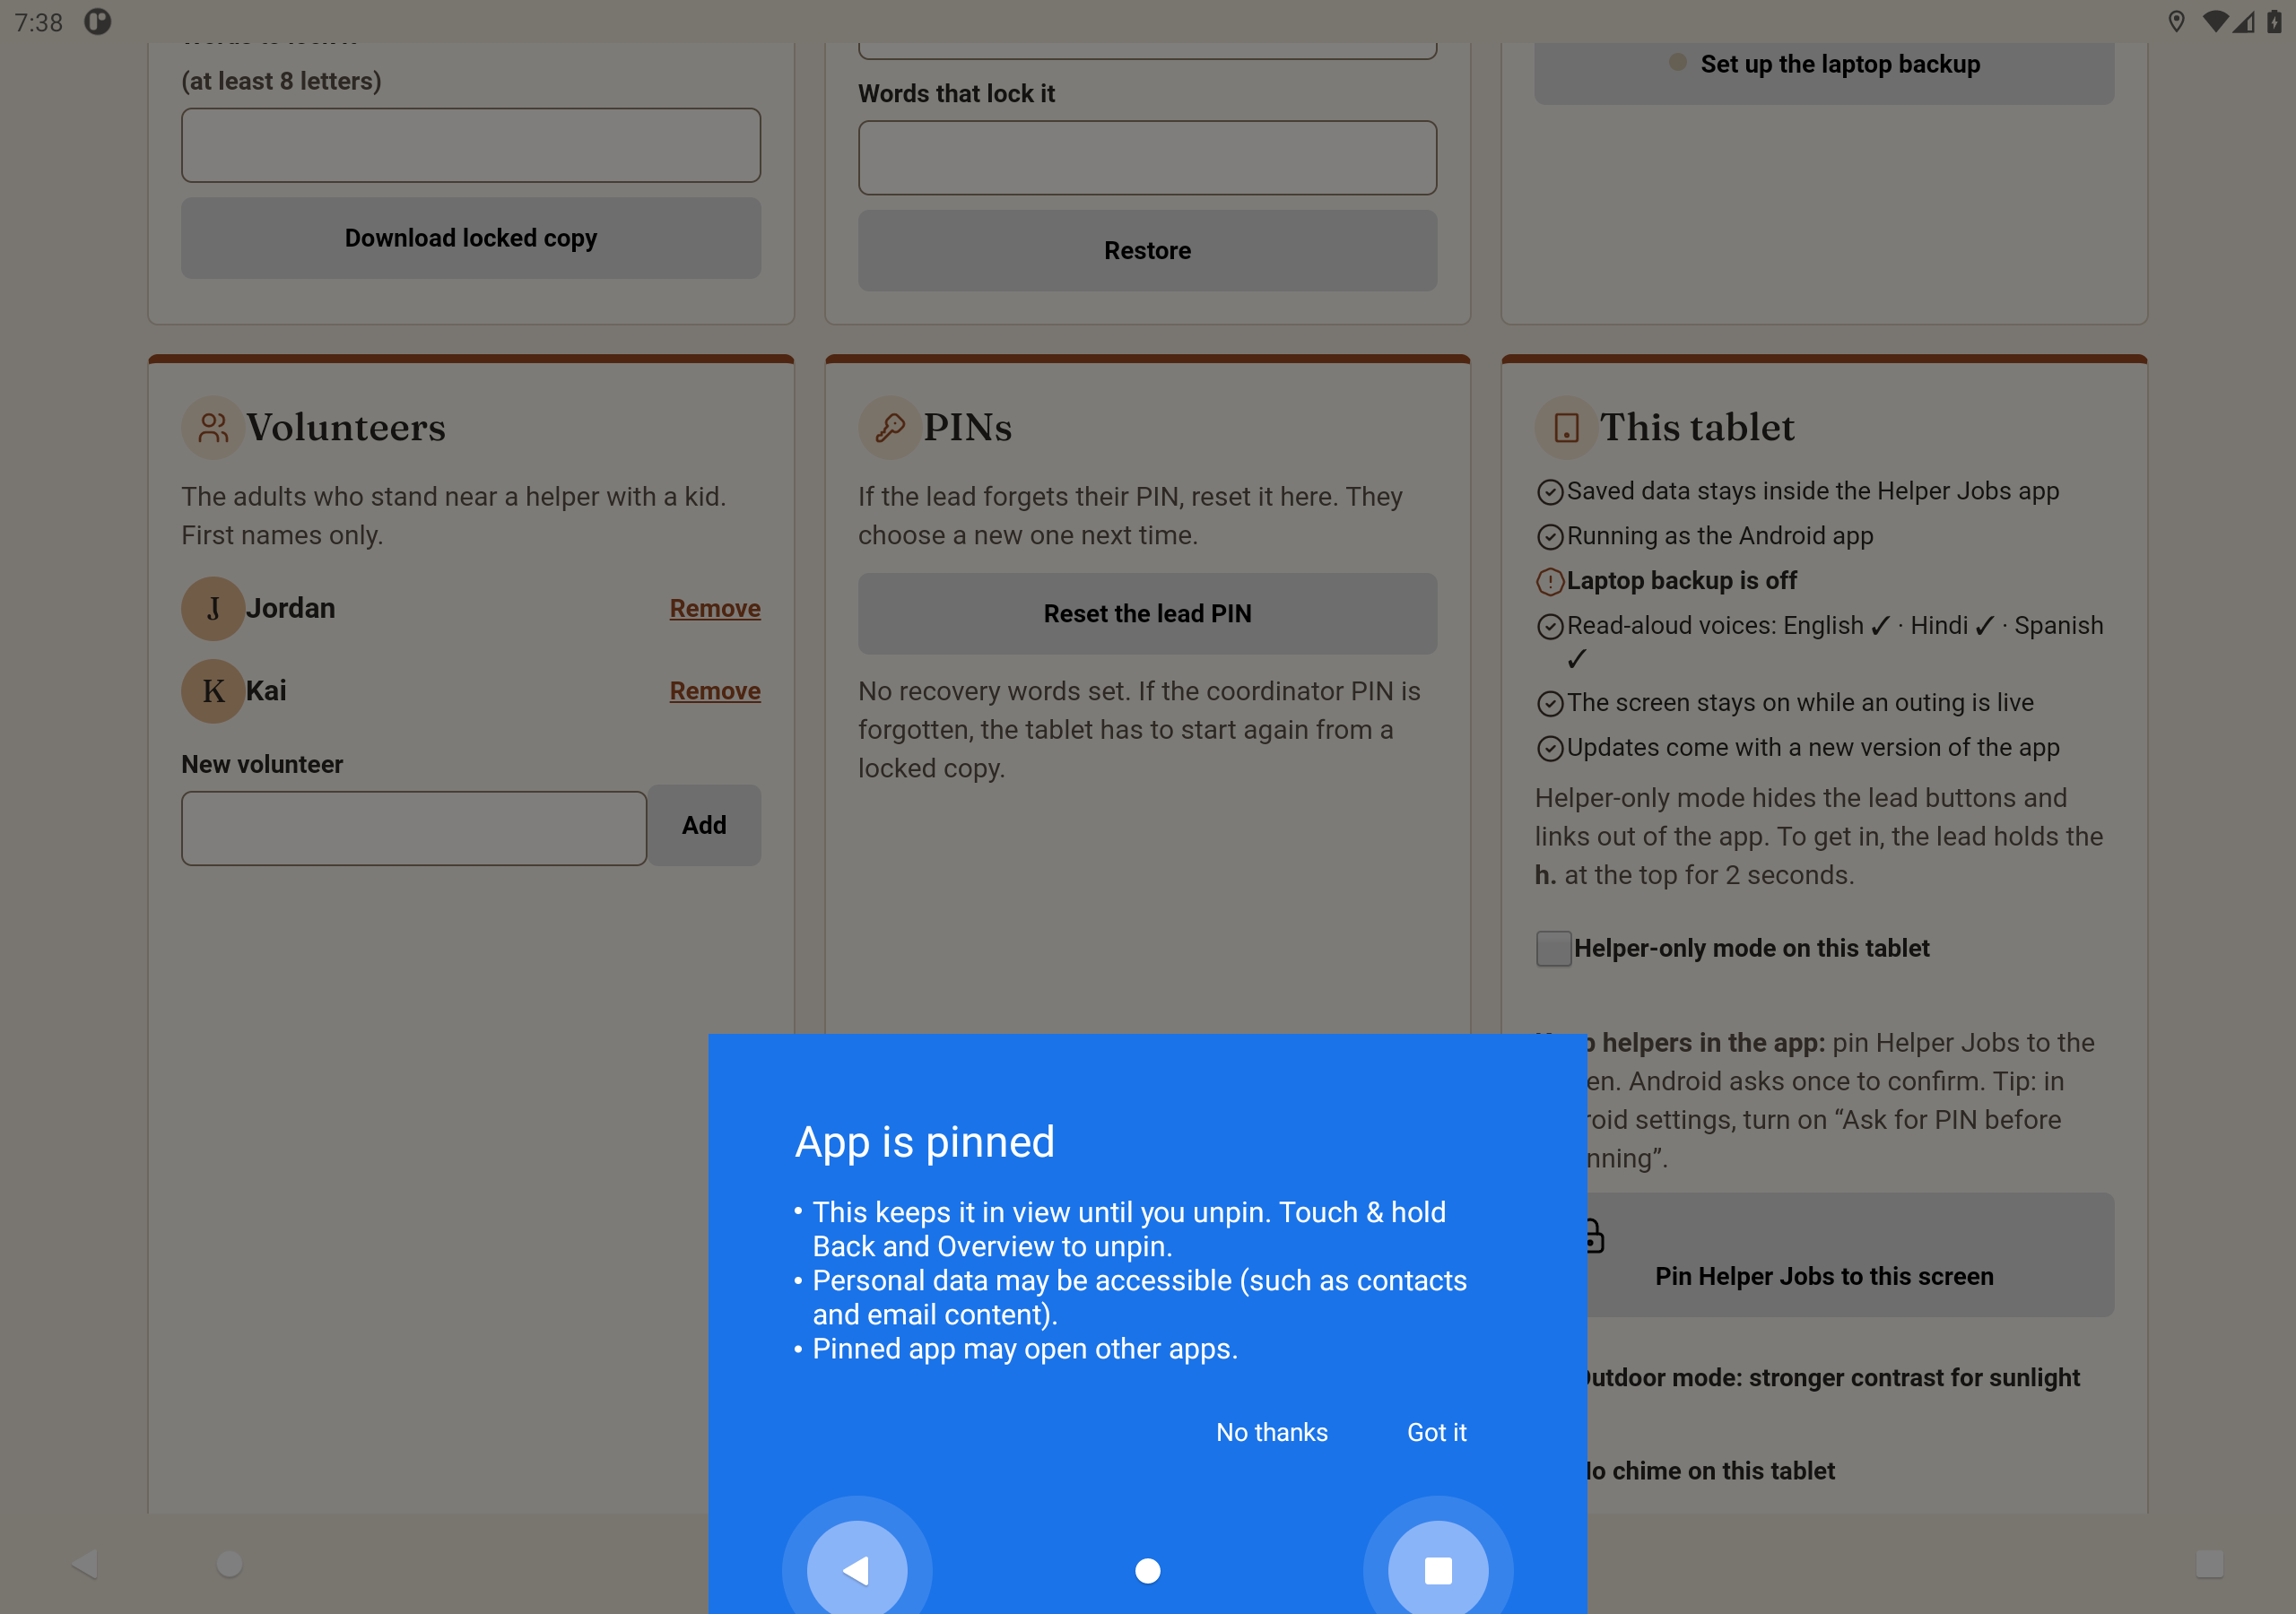 7:38
(at least 8 letters)
Download locked copy
Words that lock it
Restore
Set up the laptop backup
Volunteers
The adults who stand near a helper with a kid.
First names only.
J Jordan Remove
K Kai Remove
New volunteer
Add
PINs
If the lead forgets their PIN, reset it here. They
choose a new one next time.
Reset the lead PIN
No recovery words set. If the coordinator PIN is
forgotten, the tablet has to start again from a
locked copy.
This tablet
Saved data stays inside the Helper Jobs app
Running as the Android app
Laptop backup is off
Read-aloud voices: English ✓ · Hindi ✓ · Spanish
✓
The screen stays on while an outing is live
Updates come with a new version of the app
Helper-only mode hides the lead buttons and
links out of the app. To get in, the lead holds the
h. at the top for 2 seconds.
Helper-only mode on this tablet
helpers in the app: pin Helper Jobs to the
en. Android asks once to confirm. Tip: in
roid settings, turn on “Ask for PIN before
nning”.
Pin Helper Jobs to this screen
utdoor mode: stronger contrast for sunlight
o chime on this tablet
App is pinned
• This keeps it in view until you unpin. Touch & hold
Back and Overview to unpin.
• Personal data may be accessible (such as contacts
and email content).
• Pinned app may open other apps.
No thanks Got it